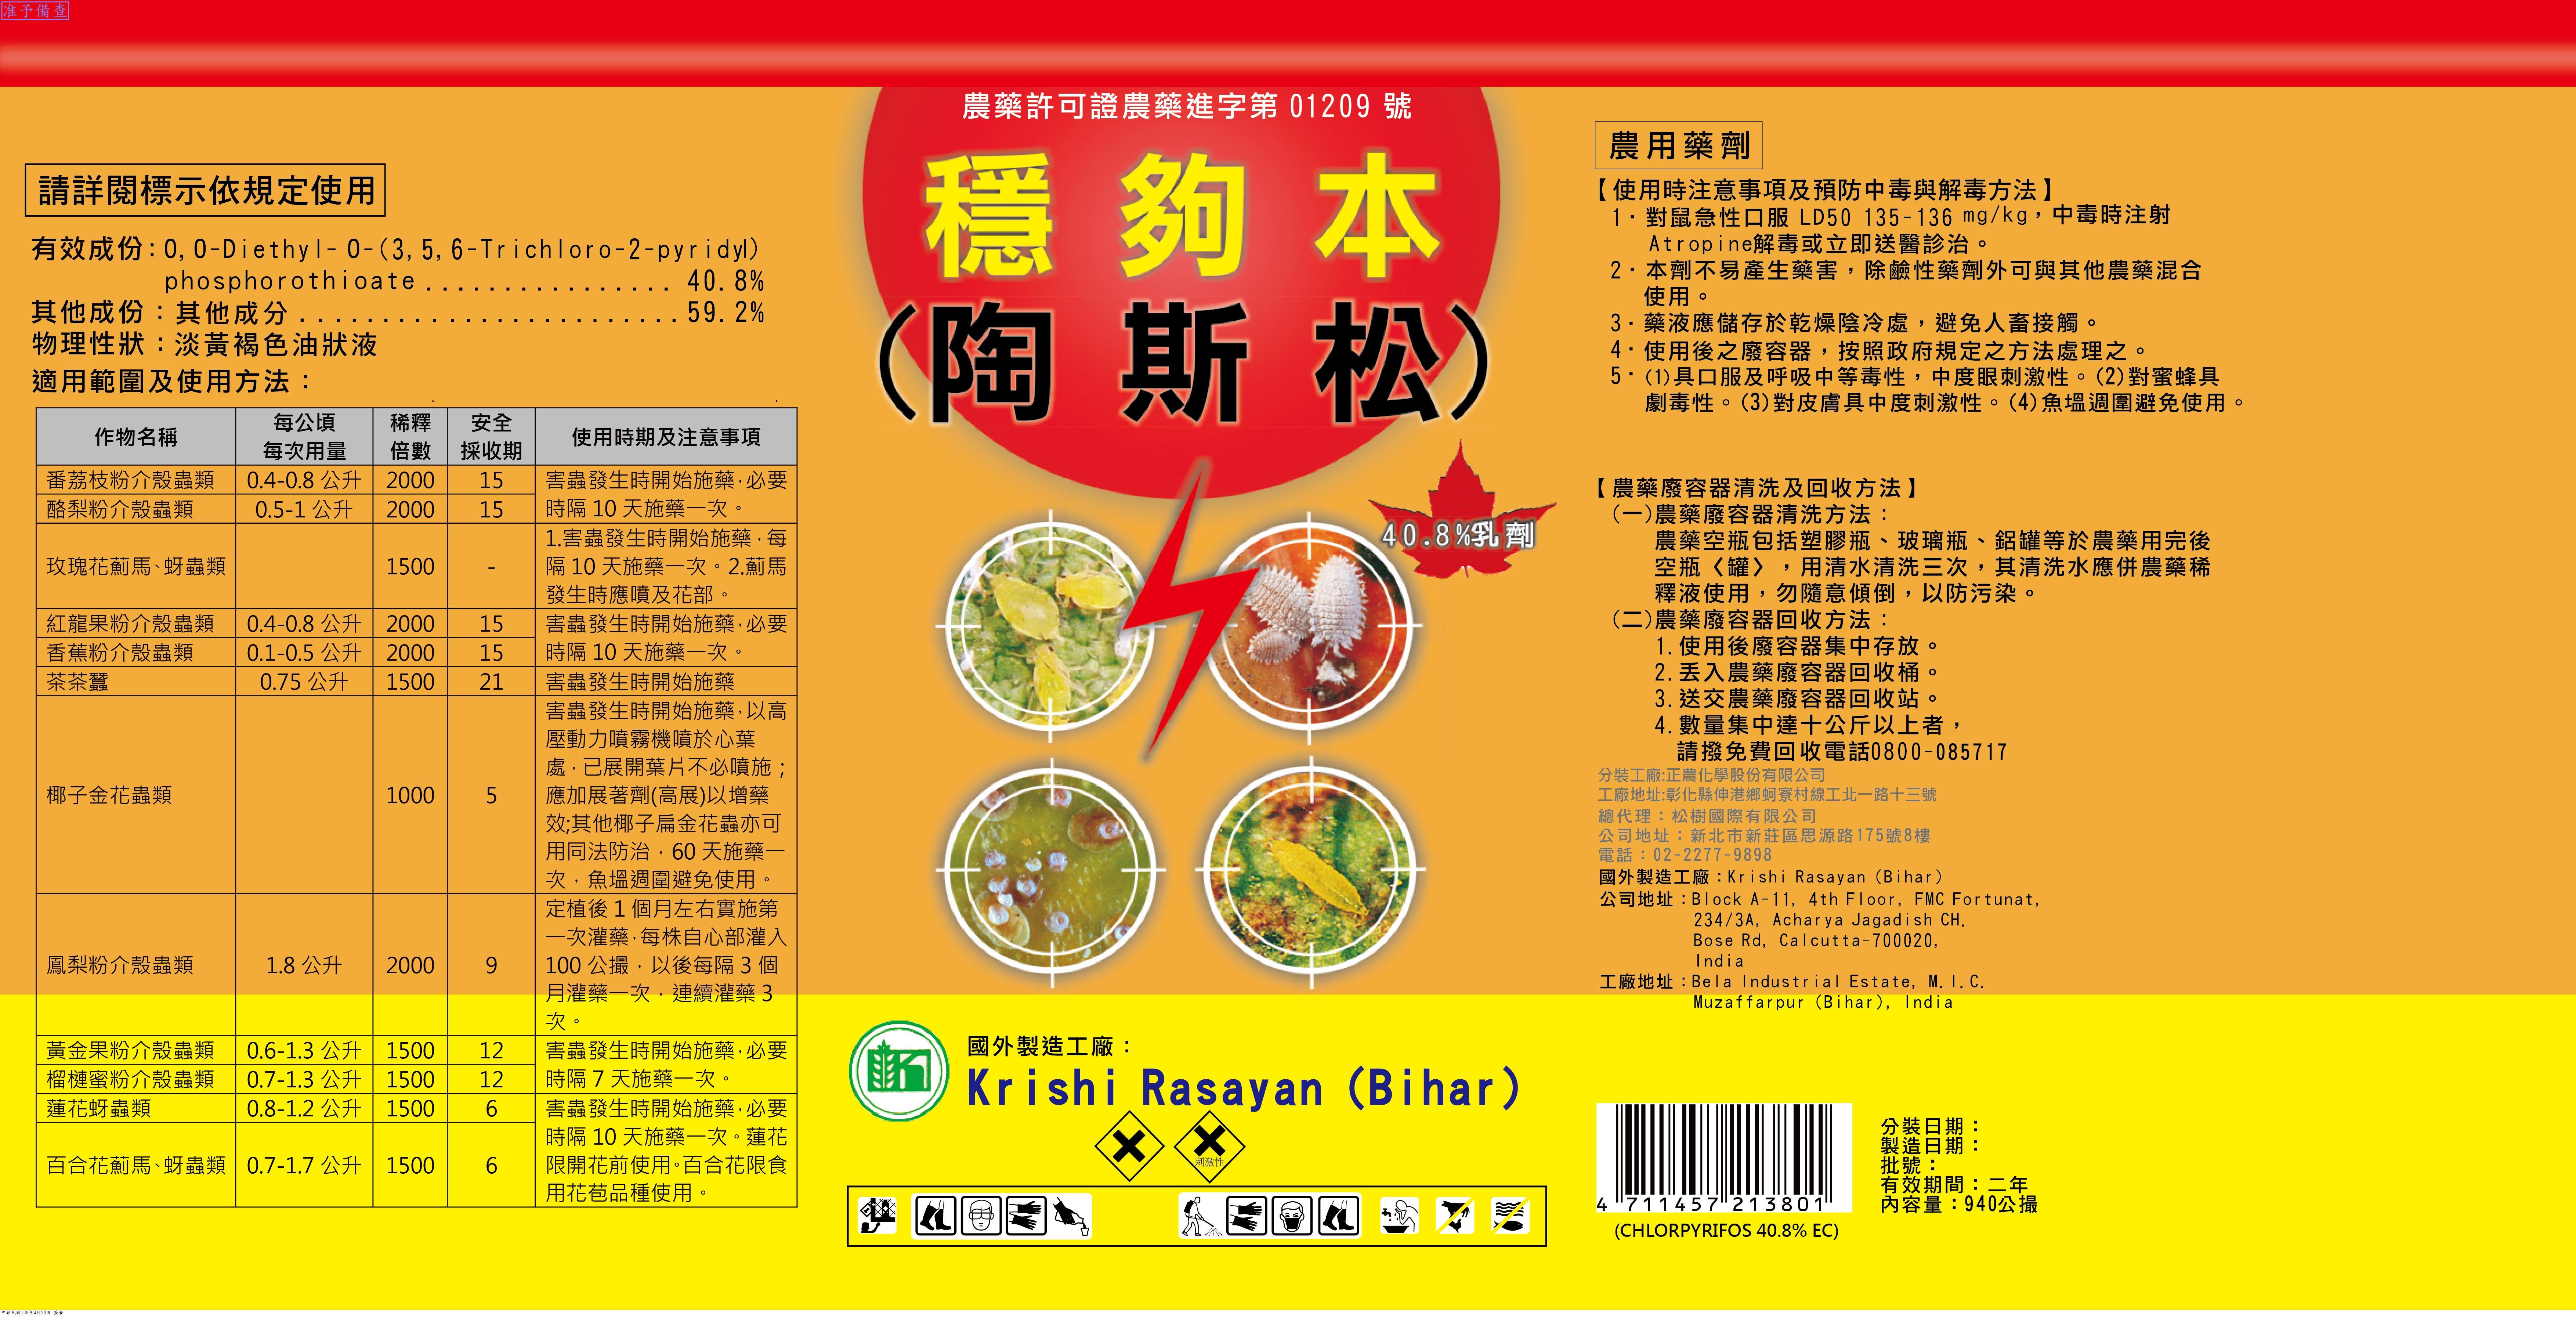 准予備查
請詳閱標示依規定使用
有效成份:O,O-Diethyl- O-(3,5,6-Trichloro-2-pyridyl)
phosphorothioate ................ 40.8%
其他成份：其他成分........................59.2%
物理性狀：淡黃褐色油狀液
適用範圍及使用方法：
作物名稱 每公頃每次用量 稀釋倍數 安全採收期 使用時期及注意事項
番荔枝粉介殼蟲類 0.4-0.8 公升 2000 15 害蟲發生時開始施藥，必要
酪梨粉介殼蟲類 0.5-1 公升 2000 15 時隔 10 天施藥一次。
1.害蟲發生時開始施藥，每
玫瑰花薊馬、蚜蟲類 1500 - 隔 10 天施藥一次。2.薊馬
發生時應噴及花部。
紅龍果粉介殼蟲類 0.4-0.8 公升 2000 15 害蟲發生時開始施藥，必要
香蕉粉介殼蟲類 0.1-0.5 公升 2000 15 時隔 10 天施藥一次。
茶茶蠶 0.75 公升 1500 21 害蟲發生時開始施藥
害蟲發生時開始施藥，以高
壓動力噴霧機噴於心葉
處，已展開葉片不必噴施；
椰子金花蟲類 1000 5 應加展著劑(高展)以增藥
效;其他椰子扁金花蟲亦可
用同法防治，60 天施藥一
次，魚塭週圍避免使用。
定植後 1 個月左右實施第
一次灌藥，每株自心部灌入
鳳梨粉介殼蟲類 1.8 公升 2000 9 100 公撮，以後每隔 3 個
月灌藥一次，連續灌藥 3
次。
黃金果粉介殼蟲類 0.6-1.3 公升 1500 12 害蟲發生時開始施藥，必要
榴槤蜜粉介殼蟲類 0.7-1.3 公升 1500 12 時隔 7 天施藥一次。
蓮花蚜蟲類 0.8-1.2 公升 1500 6 害蟲發生時開始施藥，必要
時隔 10 天施藥一次。蓮花
百合花薊馬、蚜蟲類 0.7-1.7 公升 1500 6 限開花前使用。百合花限食
用花苞品種使用。
農藥許可證農藥進字第 01209 號
穩夠本
(陶斯松)
40.8%乳劑
國外製造工廠：
Krishi Rasayan (Bihar)
刺激性
農用藥劑
【使用時注意事項及預防中毒與解毒方法】
1．對鼠急性口服 LD50 135-136 mg/kg，中毒時注射
Atropine解毒或立即送醫診治。
2．本劑不易產生藥害，除鹼性藥劑外可與其他農藥混合
使用。
3．藥液應儲存於乾燥陰冷處，避免人畜接觸。
4．使用後之廢容器，按照政府規定之方法處理之。
5．(1)具口服及呼吸中等毒性，中度眼刺激性。(2)對蜜蜂具
劇毒性。(3)對皮膚具中度刺激性。(4)魚塭週圍避免使用。
【農藥廢容器清洗及回收方法】
(一)農藥廢容器清洗方法：
農藥空瓶包括塑膠瓶、玻璃瓶、鋁罐等於農藥用完後
空瓶〈罐〉，用清水清洗三次，其清洗水應併農藥稀
釋液使用，勿隨意傾倒，以防污染。
(二)農藥廢容器回收方法：
1.使用後廢容器集中存放。
2.丟入農藥廢容器回收桶。
3.送交農藥廢容器回收站。
4.數量集中達十公斤以上者，
請撥免費回收電話0800-085717
分裝工廠:正農化學股份有限公司
工廠地址:彰化縣伸港鄉蚵寮村線工北一路十三號
總代理：松樹國際有限公司
公司地址：新北市新莊區思源路175號8樓
電話：02-2277-9898
國外製造工廠：Krishi Rasayan (Bihar)
公司地址：Block A-11, 4th Floor, FMC Fortunat,
234/3A, Acharya Jagadish CH.
Bose Rd, Calcutta-700020,
India
工廠地址：Bela Industrial Estate, M.I.C.
Muzaffarpur (Bihar), India
4 711457 213801
(CHLORPYRIFOS 40.8% EC)
分裝日期：
製造日期：
批號：
有效期間：二年
內容量：940公撮